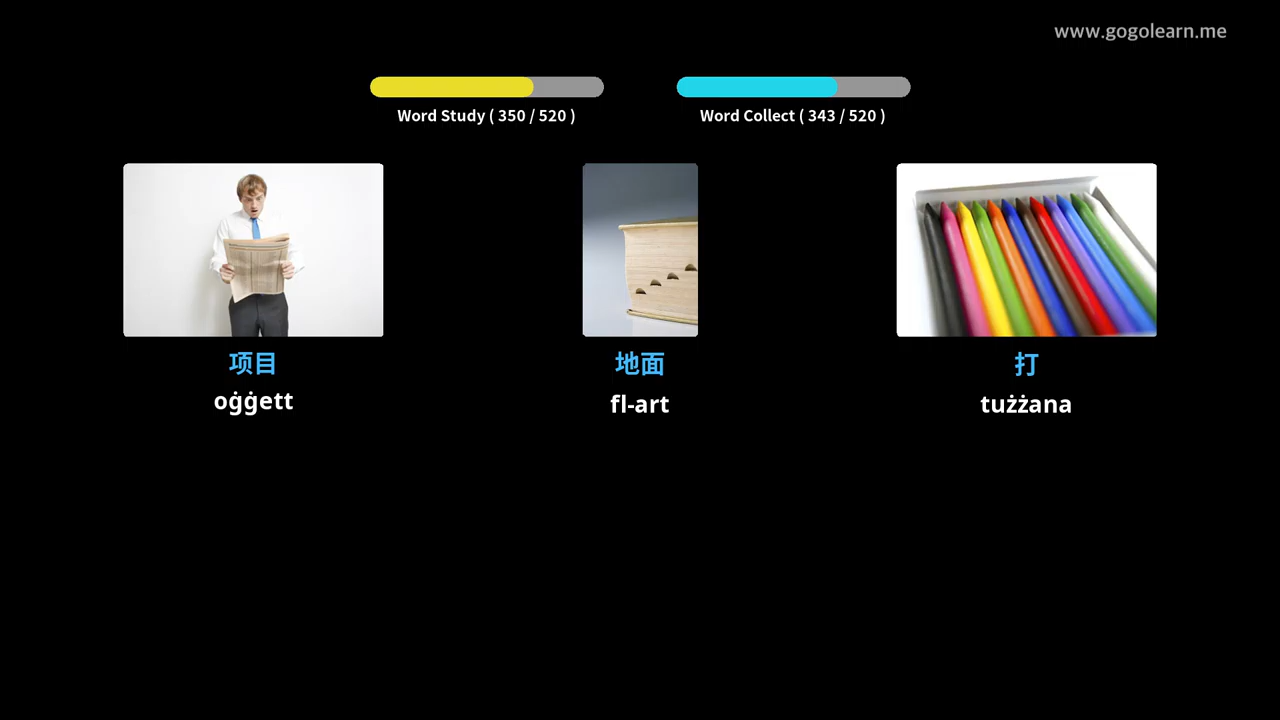 www.gogolearn.me
Word Study ( 350 / 520 )
Word Collect ( 343 / 520 )
项目
地面
打
oġġett
fl-art
tużżana